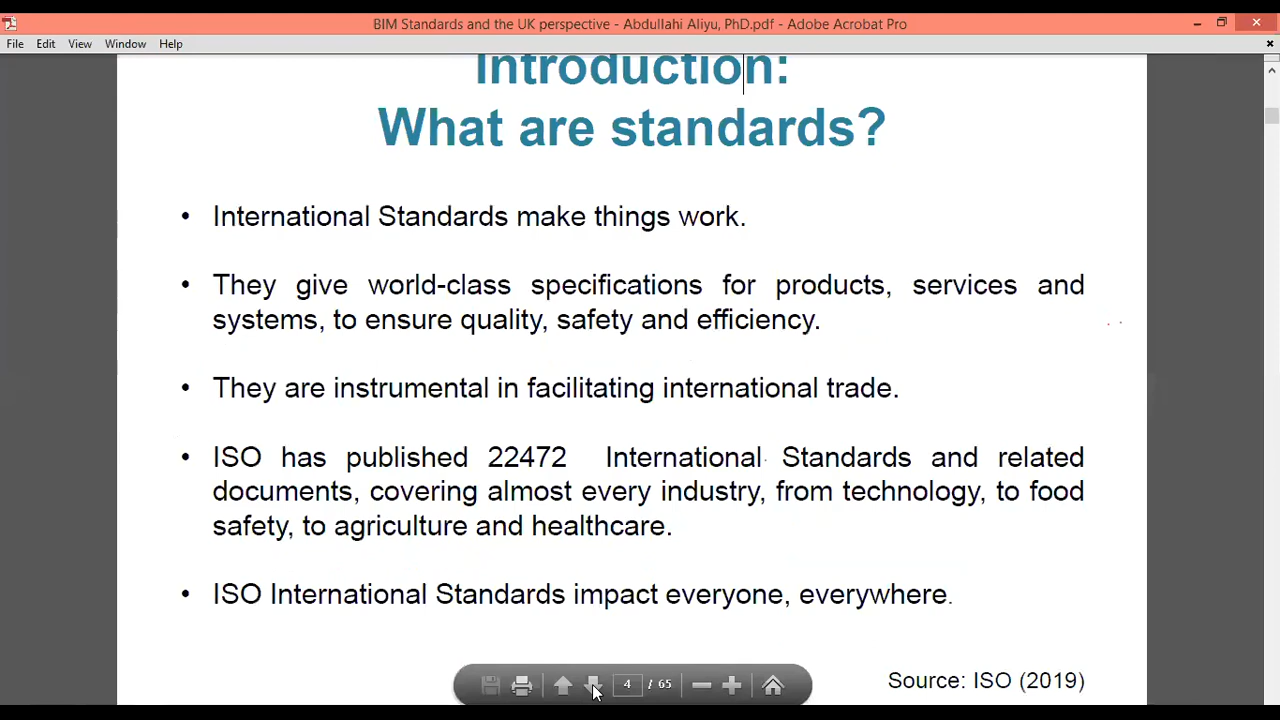 BIM Standards and the UK perspective - Abdullahi Aliyu, PhD.pdf - Adobe Acrobat Pro
File Edit View Window Help
Introduction:
What are standards?
• International Standards make things work.
• They give world-class specifications for products, services and
systems, to ensure quality, safety and efficiency.
• They are instrumental in facilitating international trade.
• ISO has published 22472 International Standards and related
documents, covering almost every industry, from technology, to food
safety, to agriculture and healthcare.
• ISO International Standards impact everyone, everywhere.
4 / 65
Source: ISO (2019)